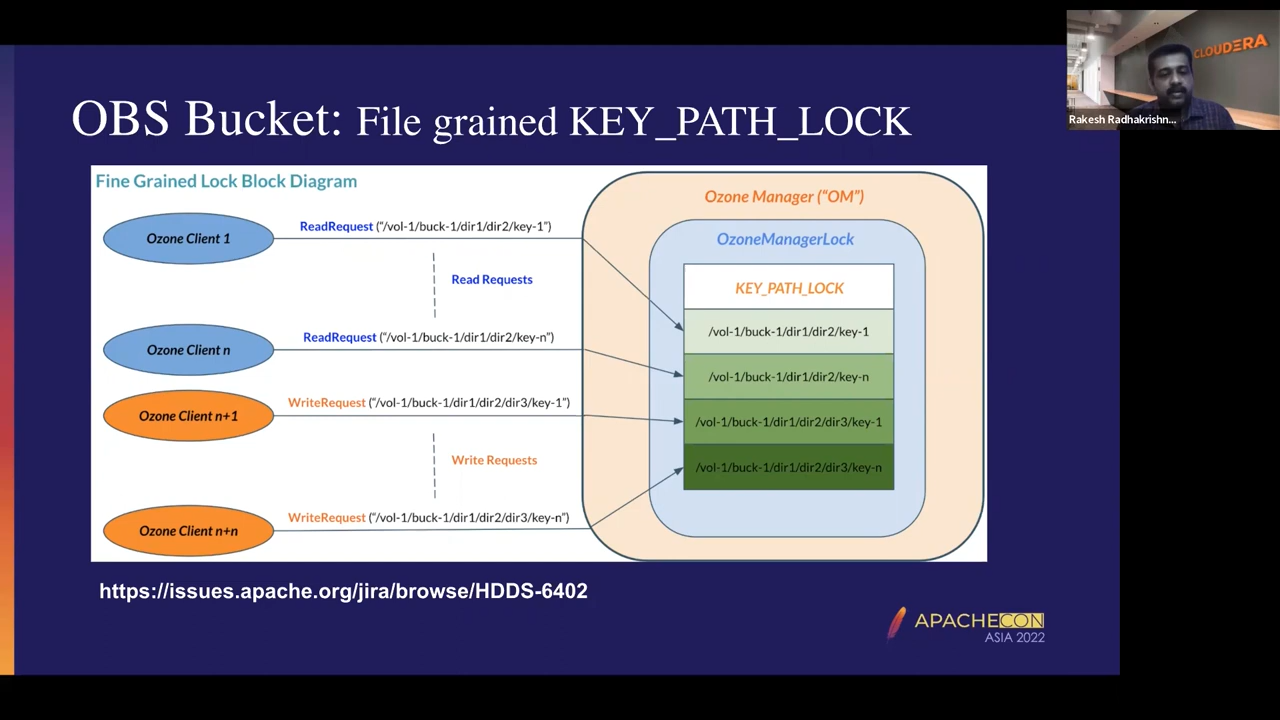 CLOUDERA
Rakesh Radhakrishn...
OBS Bucket: File grained KEY_PATH_LOCK
Fine Grained Lock Block Diagram
Ozone Manager (“OM”)
OzoneManagerLock
KEY_PATH_LOCK
Ozone Client 1
ReadRequest (“/vol-1/buck-1/dir1/dir2/key-1”)
Read Requests
/vol-1/buck-1/dir1/dir2/key-1
Ozone Client n
ReadRequest (“/vol-1/buck-1/dir1/dir2/key-n”)
/vol-1/buck-1/dir1/dir2/key-n
Ozone Client n+1
WriteRequest (“/vol-1/buck-1/dir1/dir2/dir3/key-1”)
/vol-1/buck-1/dir1/dir2/dir3/key-1
Write Requests
/vol-1/buck-1/dir1/dir2/dir3/key-n
Ozone Client n+n
WriteRequest (“/vol-1/buck-1/dir1/dir2/dir3/key-n”)
https://issues.apache.org/jira/browse/HDDS-6402
APACHECON
ASIA 2022